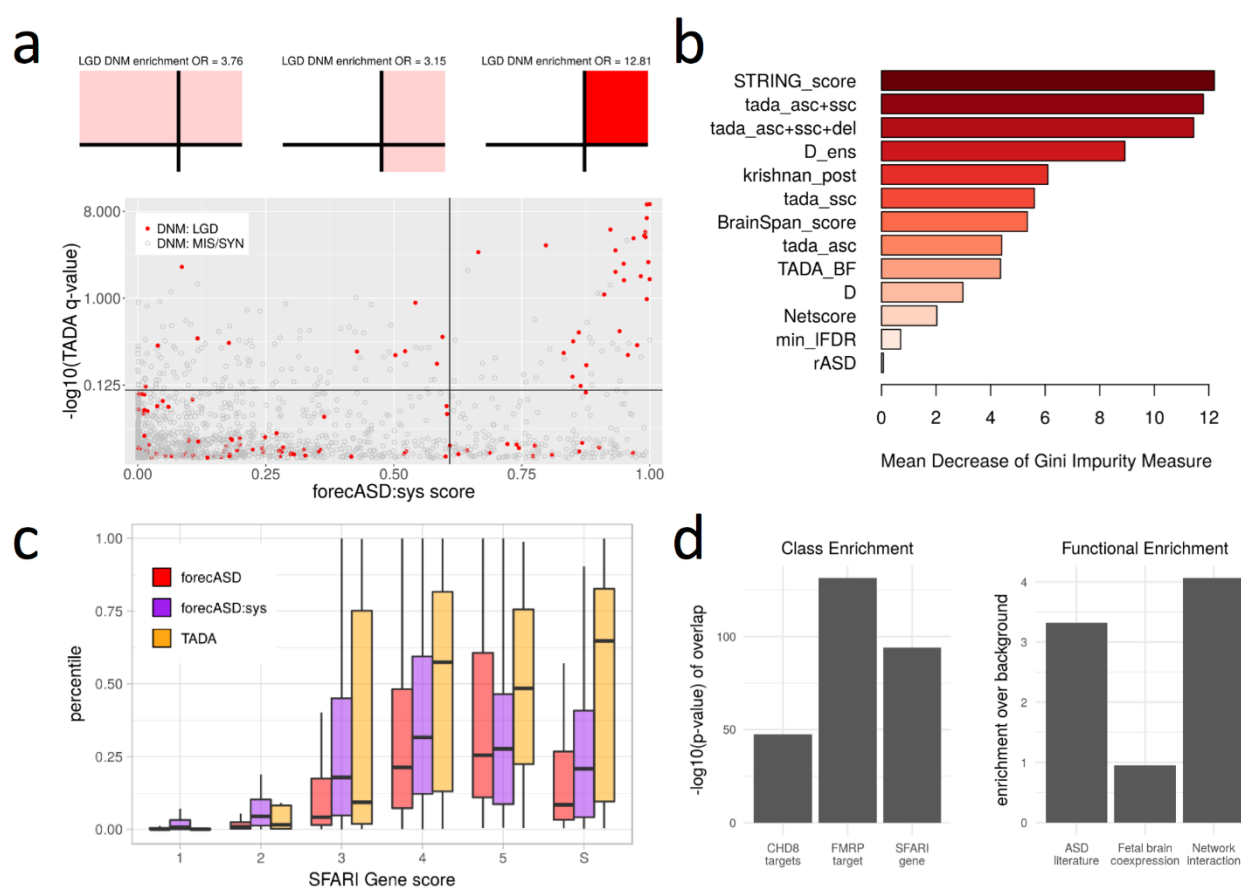 a
LGD DNM enrichment OR = 3.76
LGD DNM enrichment OR = 3.15
LGD DNM enrichment OR = 12.81
-log10(TADA q-value)
8.000
1.000
0.125
DNM: LGD
DNM: MIS/SYN
0.00
0.25
0.50
0.75
1.00
forecASD:sys score
b
STRING_score
tada_asc+ssc
tada_asc+ssc+del
D_ens
krishnan_post
tada_ssc
BrainSpan_score
tada_asc
TADA_BF
D
Netscore
min_lFDR
rASD
0
2
4
6
8
10
12
Mean Decrease of Gini Impurity Measure
c
percentile
1.00
0.75
0.50
0.25
0.00
forecASD
forecASD:sys
TADA
1
2
3
4
5
S
SFARI Gene score
d
Class Enrichment
-log10(p-value) of overlap
100
50
0
CHD8
targets
FMRP
target
SFARI
gene
Functional Enrichment
enrichment over background
4
3
2
1
0
ASD
literature
Fetal brain
coexpression
Network
interaction